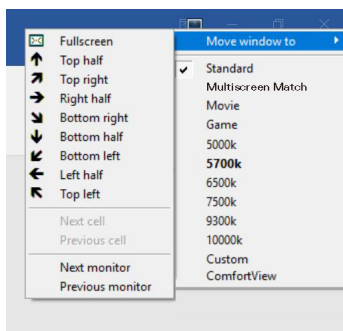 Fullscreen
Top half
Top right
Right half
Bottom right
Bottom half
Bottom left
Left half
Top left
Next cell
Previous cell
Next monitor
Previous monitor
Move window to
Standard
Multiscreen Match
Movie
Game
5000k
5700k
6500k
7500k
9300k
10000k
Custom
ComfortView